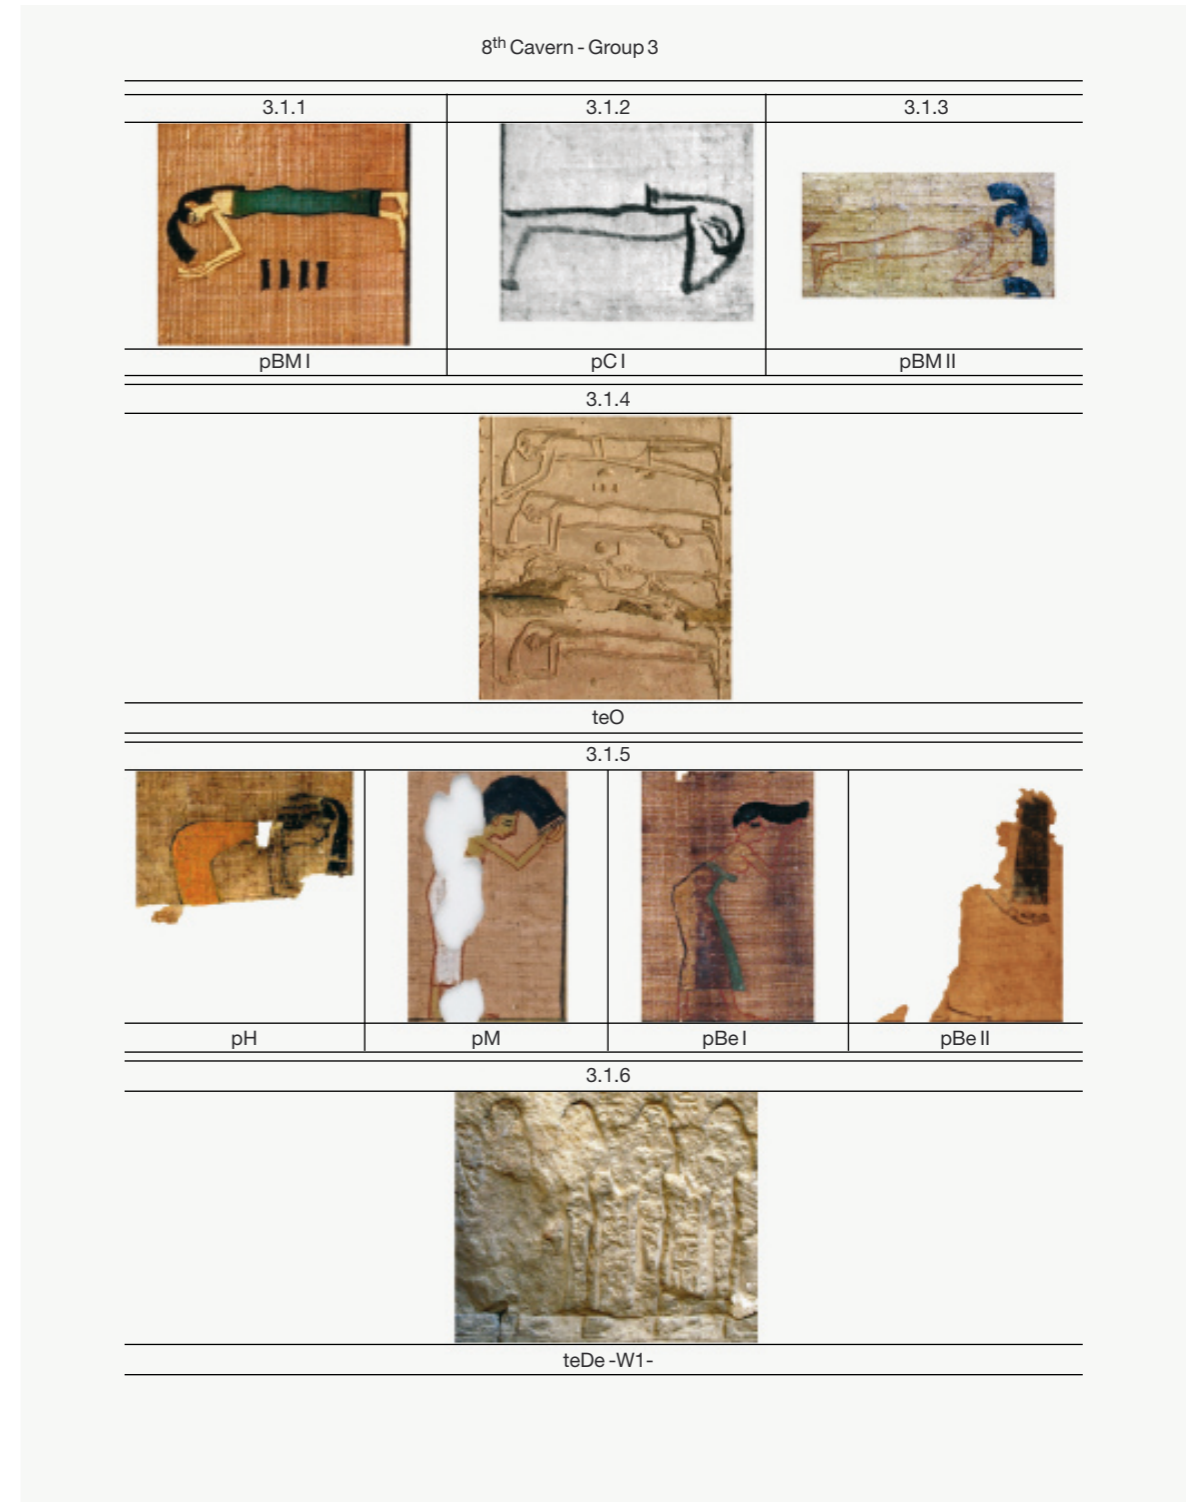 8th Cavern - Group 3
3.1.1 3.1.2 3.1.3
pBM I pC I pBM II
3.1.4
teO
3.1.5
pH pM pBe I pBe II
3.1.6
teDe -W1-